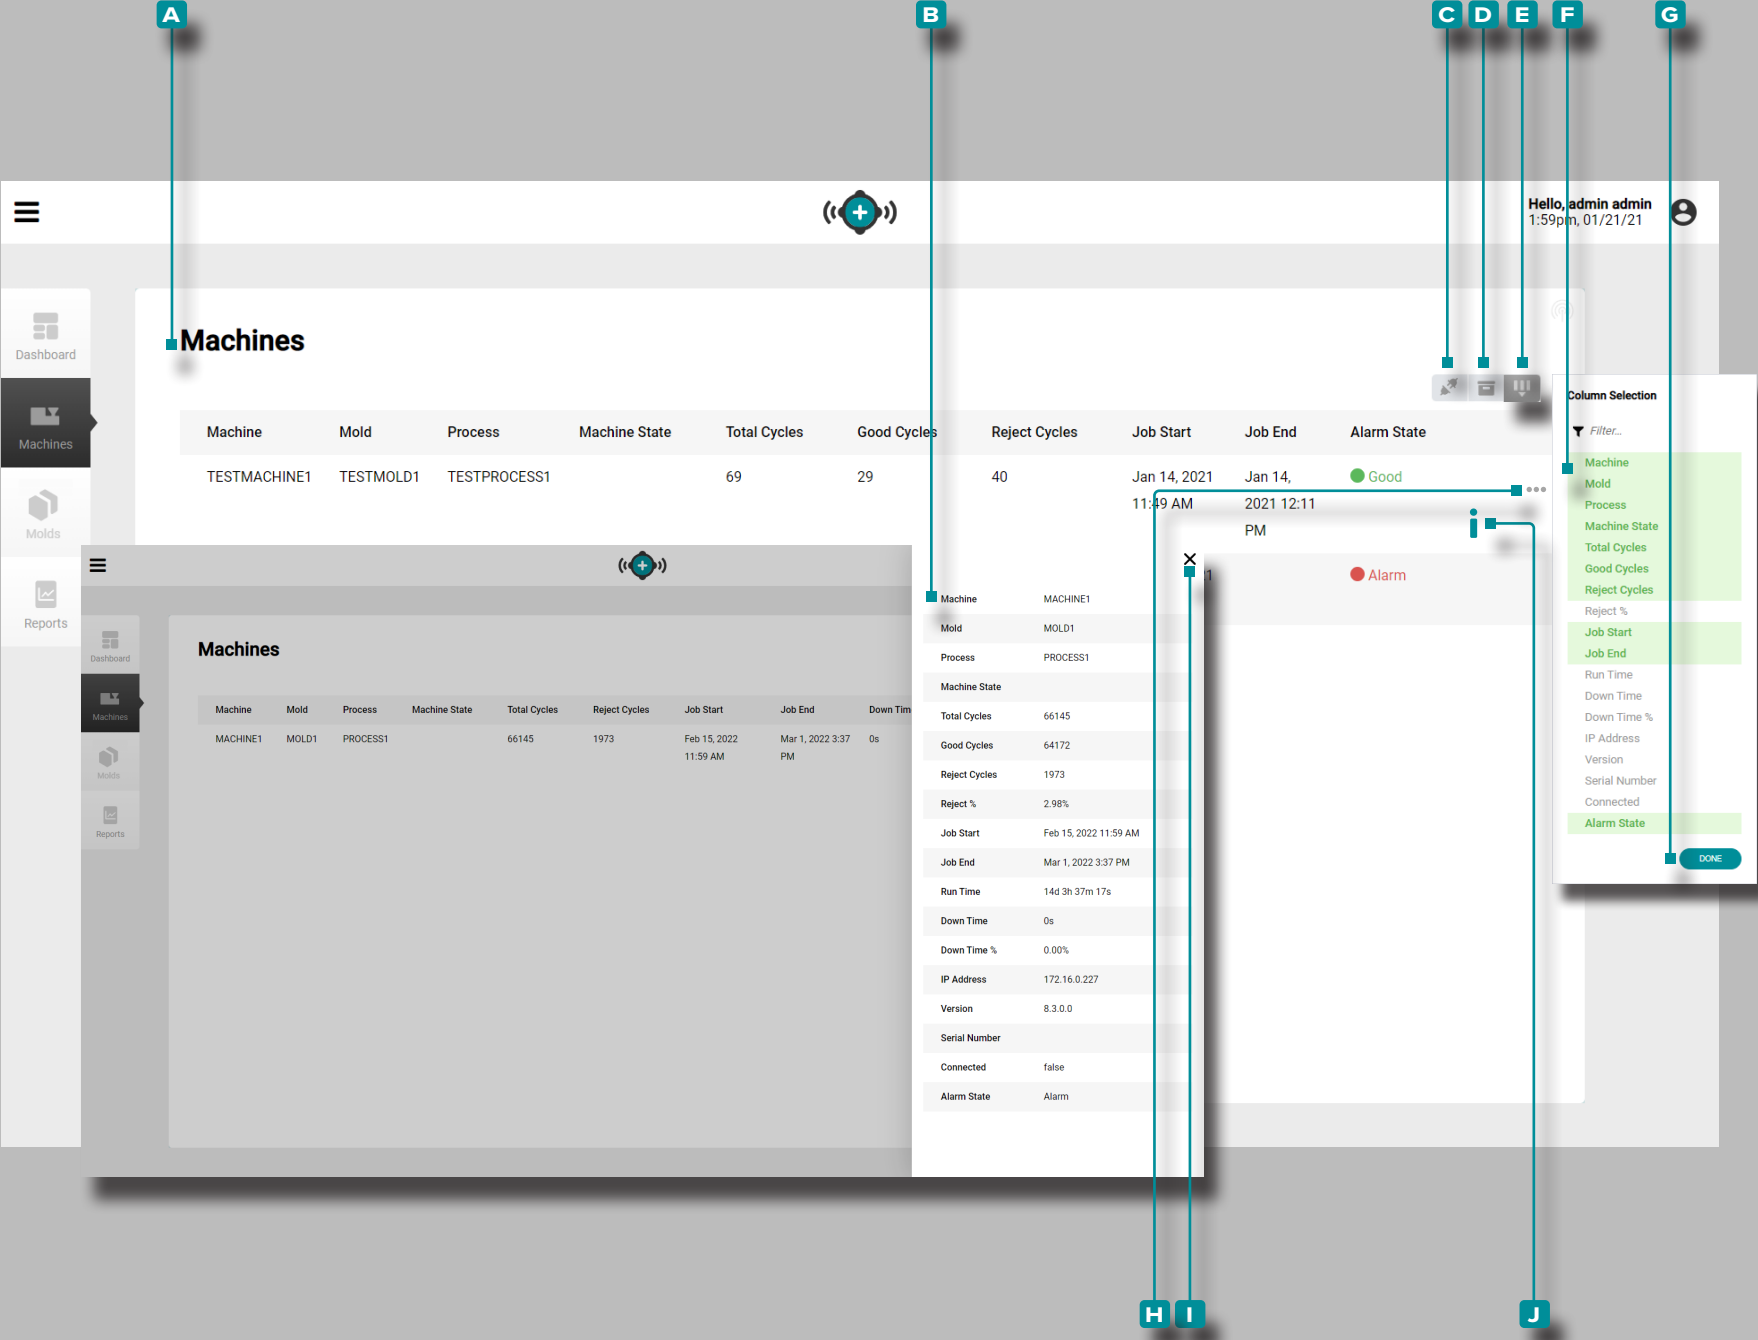 A B C D E F G
Hello, admin admin
1:59pm, 01/21/21
Dashboard
Machines
Molds
Reports
Machines
Machine Mold Process Machine State Total Cycles Good Cycles Reject Cycles Job Start Job End Alarm State
TESTMACHINE1 TESTMOLD1 TESTPROCESS1 69 29 40 Jan 14, 2021 Jan 14, Good
11:49 AM 2021 12:11
PM
1 Alarm
Column Selection
Filter...
Machine
Mold
Process
Machine State
Total Cycles
Good Cycles
Reject Cycles
Reject %
Job Start
Job End
Run Time
Down Time
Down Time %
IP Address
Version
Serial Number
Connected
Alarm State
DONE
Dashboard
Machines
Molds
Reports
Machines
Machine Mold Process Machine State Total Cycles Reject Cycles Job Start Job End Down Tim
MACHINE1 MOLD1 PROCESS1 66145 1973 Feb 15, 2022 Mar 1, 2022 3:37 0s
11:59 AM PM
Machine MACHINE1
Mold MOLD1
Process PROCESS1
Machine State
Total Cycles 66145
Good Cycles 64172
Reject Cycles 1973
Reject % 2.98%
Job Start Feb 15, 2022 11:59 AM
Job End Mar 1, 2022 3:37 PM
Run Time 14d 3h 37m 17s
Down Time 0s
Down Time % 0.00%
IP Address 172.16.0.227
Version 8.3.0.0
Serial Number
Connected false
Alarm State Alarm
H I J